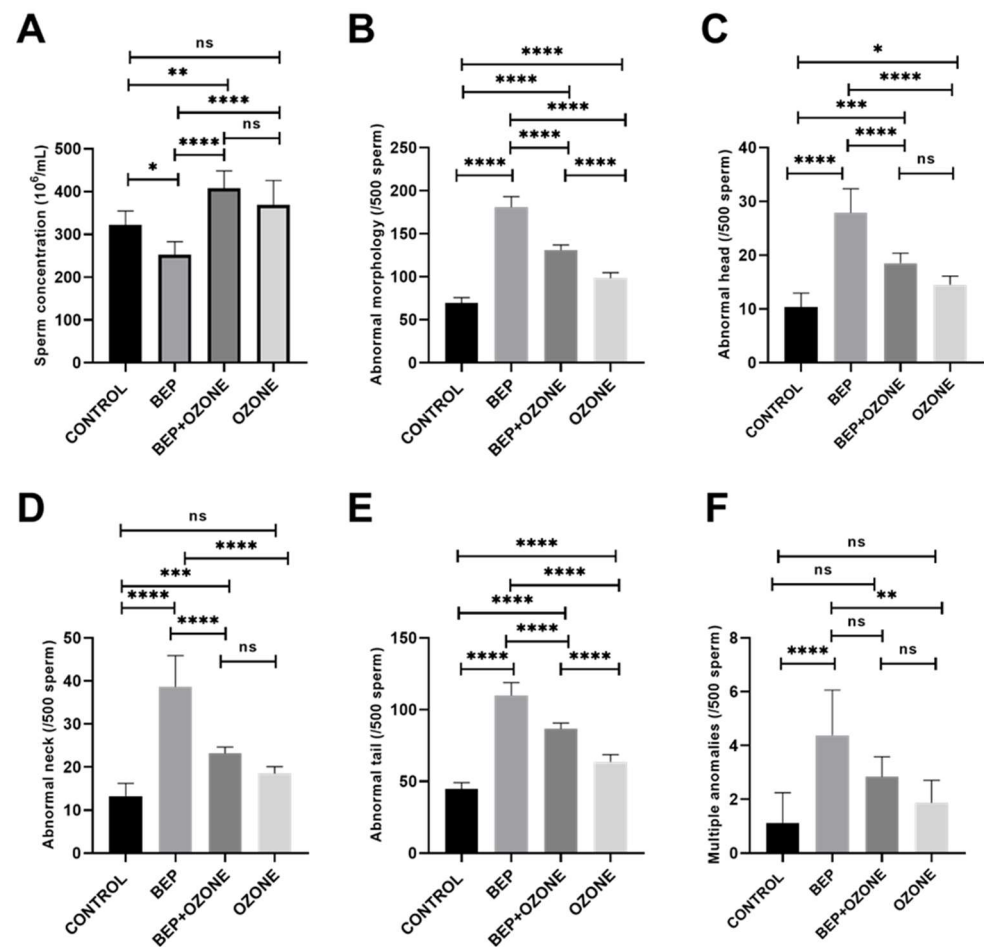 A
ns
**
****
ns
****
*
Sperm concentration (10⁶/mL)
500
400
300
200
100
0
CONTROL
BEP
BEP+OZONE
OZONE
B
****
****
****
****
****
****
Abnormal morphology (/500 sperm)
250
200
150
100
50
0
CONTROL
BEP
BEP+OZONE
OZONE
C
*
****
***
****
****
ns
Abnormal head (/500 sperm)
40
30
20
10
0
CONTROL
BEP
BEP+OZONE
OZONE
D
ns
****
***
****
****
ns
Abnormal neck (/500 sperm)
50
40
30
20
10
0
CONTROL
BEP
BEP+OZONE
OZONE
E
****
****
****
****
****
****
Abnormal tail (/500 sperm)
150
100
50
0
CONTROL
BEP
BEP+OZONE
OZONE
F
ns
ns
**
ns
****
ns
Multiple anomalies (/500 sperm)
8
6
4
2
0
CONTROL
BEP
BEP+OZONE
OZONE